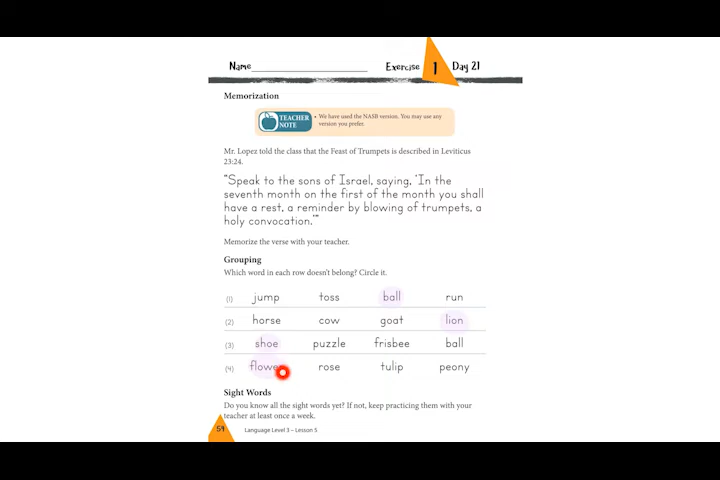 Name
Exercise 1 Day 21
Memorization
TEACHER NOTE
• We have used the NASB version. You may use any
version you prefer.
Mr. Lopez told the class that the Feast of Trumpets is described in Leviticus
23:24.
"Speak to the sons of Israel, saying, 'In the
seventh month on the first of the month you shall
have a rest, a reminder by blowing of trumpets, a
holy convocation.'"
Memorize the verse with your teacher.
Grouping
Which word in each row doesn't belong? Circle it.
(1) jump toss ball run
(2) horse cow goat lion
(3) shoe puzzle frisbee ball
(4) flower rose tulip peony
Sight Words
Do you know all the sight words yet? If not, keep practicing them with your
teacher at least once a week.
59 Language Level 3 – Lesson 5